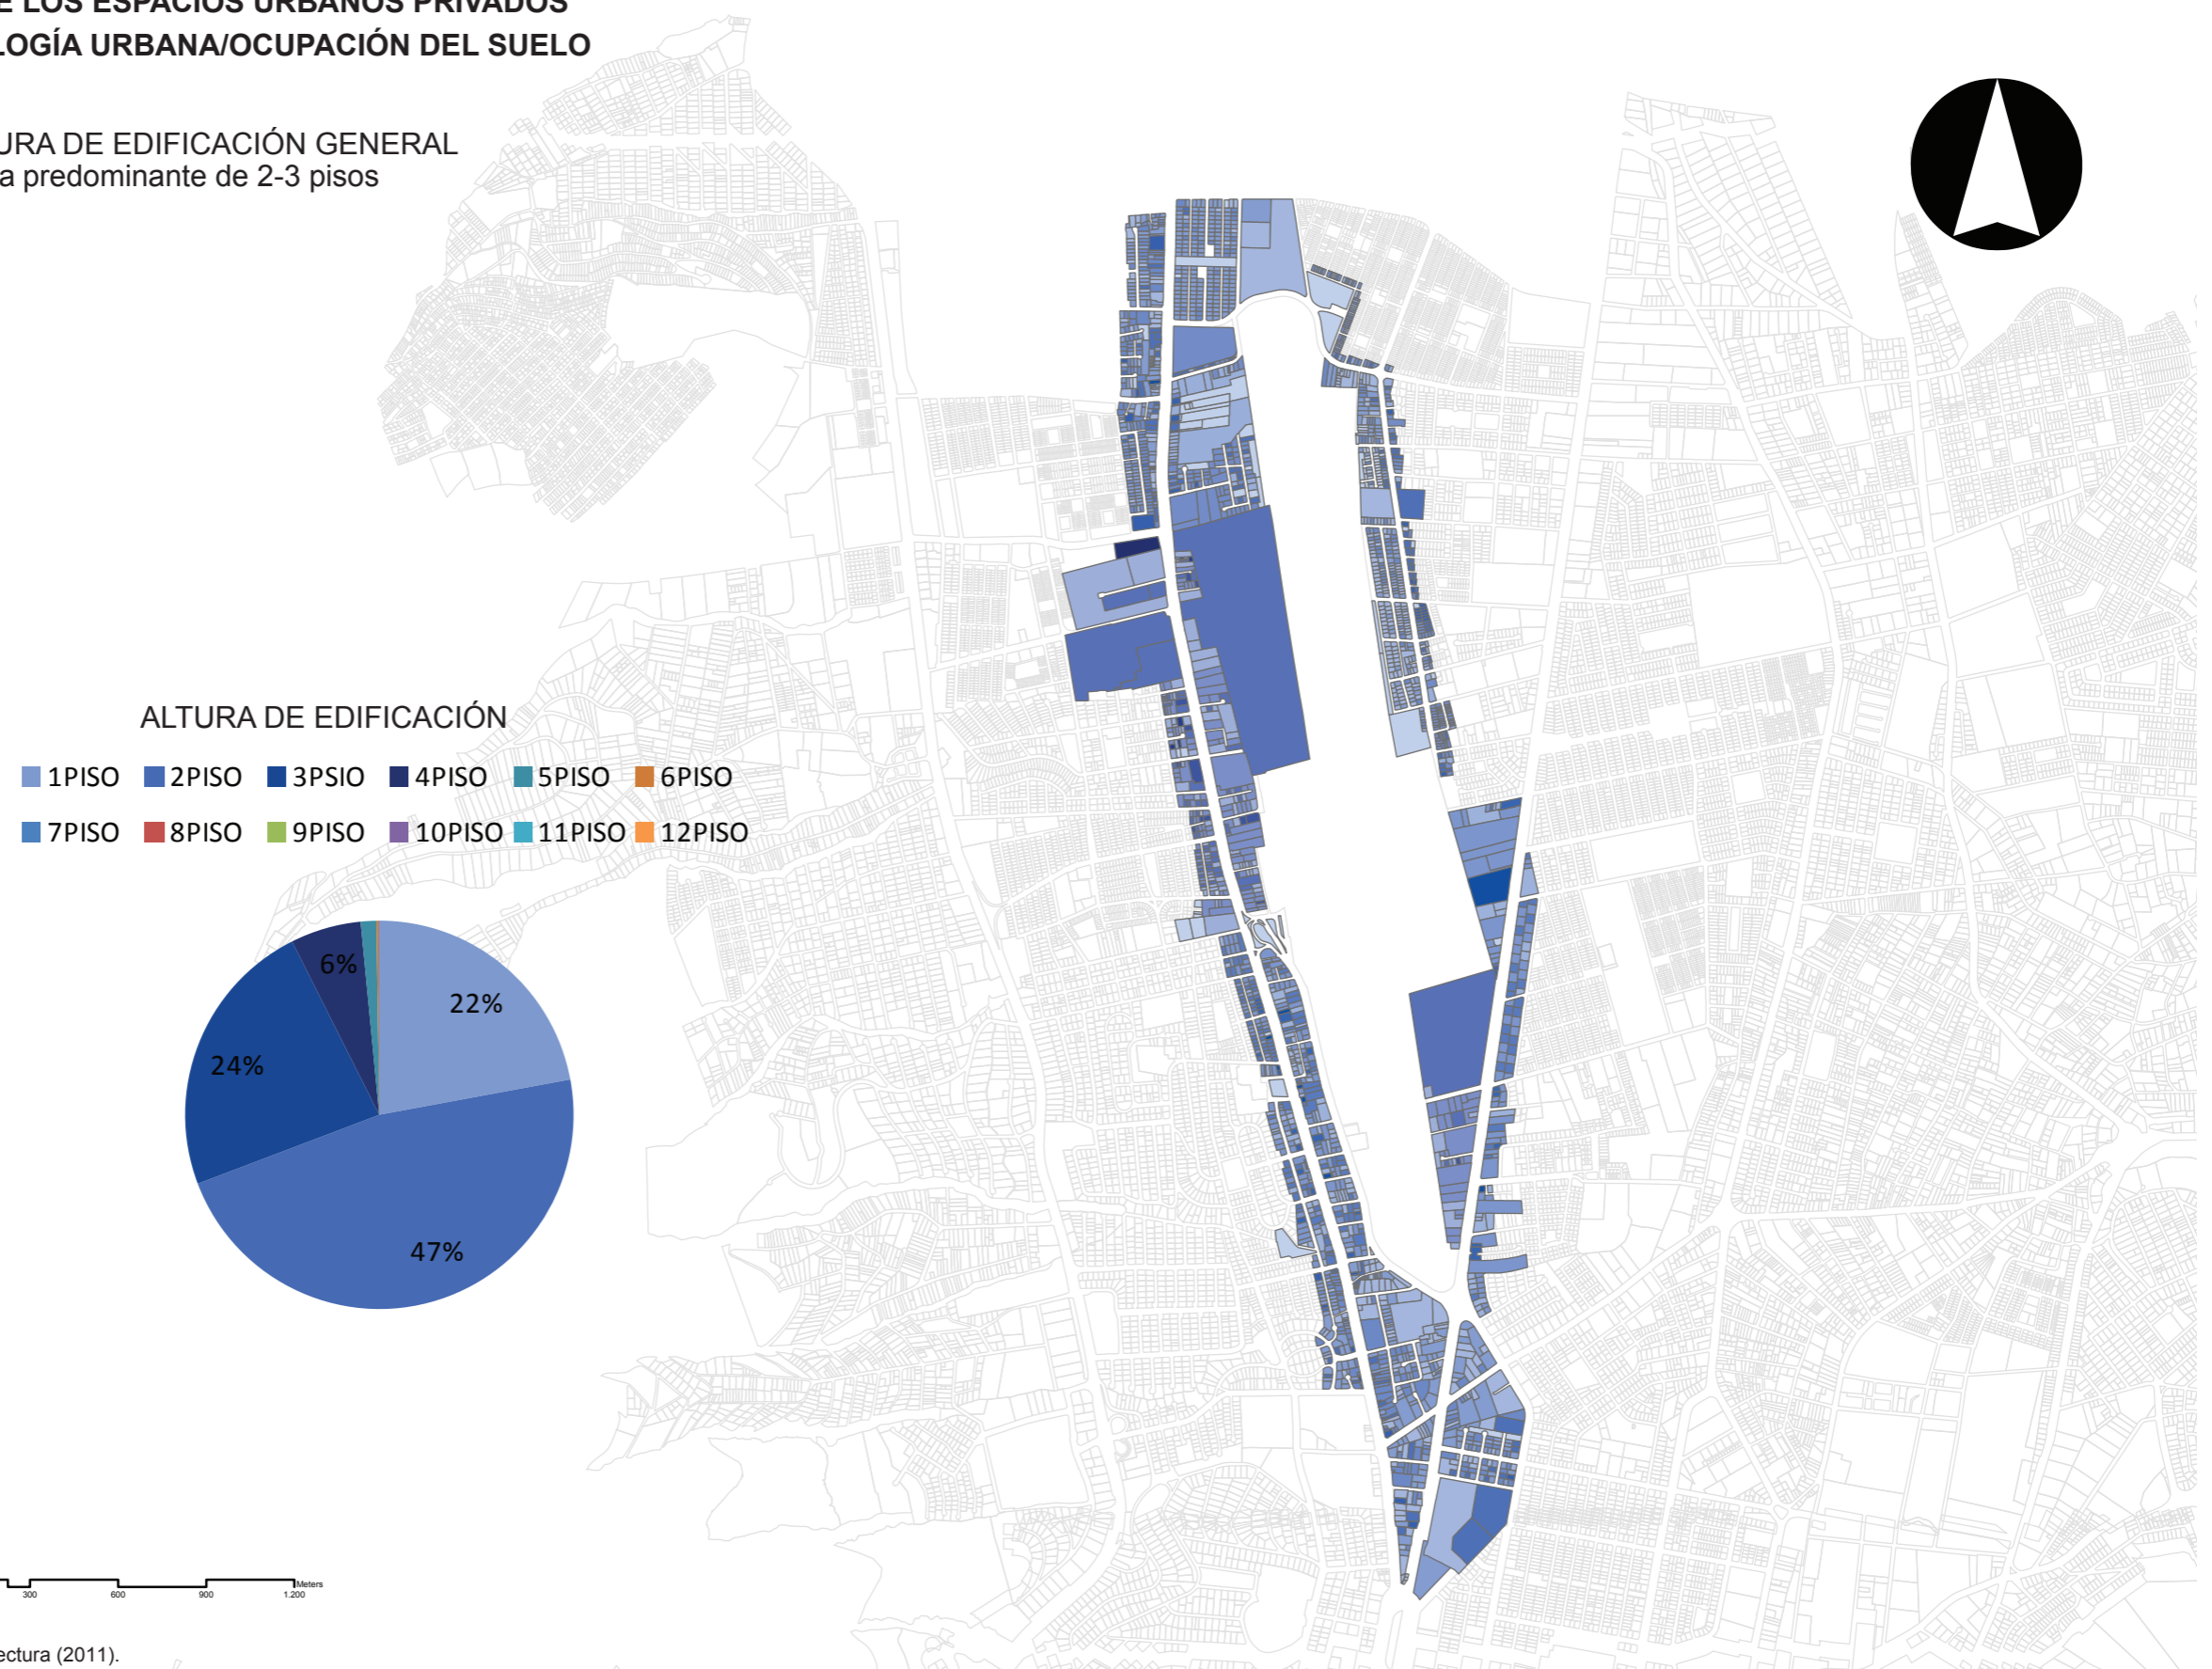 E LOS ESPACIOS URBANOS PRIVADOS
LOGÍA URBANA/OCUPACIÓN DEL SUELO
URA DE EDIFICACIÓN GENERAL
a predominante de 2-3 pisos
ALTURA DE EDIFICACIÓN
1PISO 2PISO 3PSIO 4PISO 5PISO 6PISO
7PISO 8PISO 9PISO 10PISO 11PISO 12PISO
6%
22%
24%
47%
Meters
300 600 900 1.200
ectura (2011).